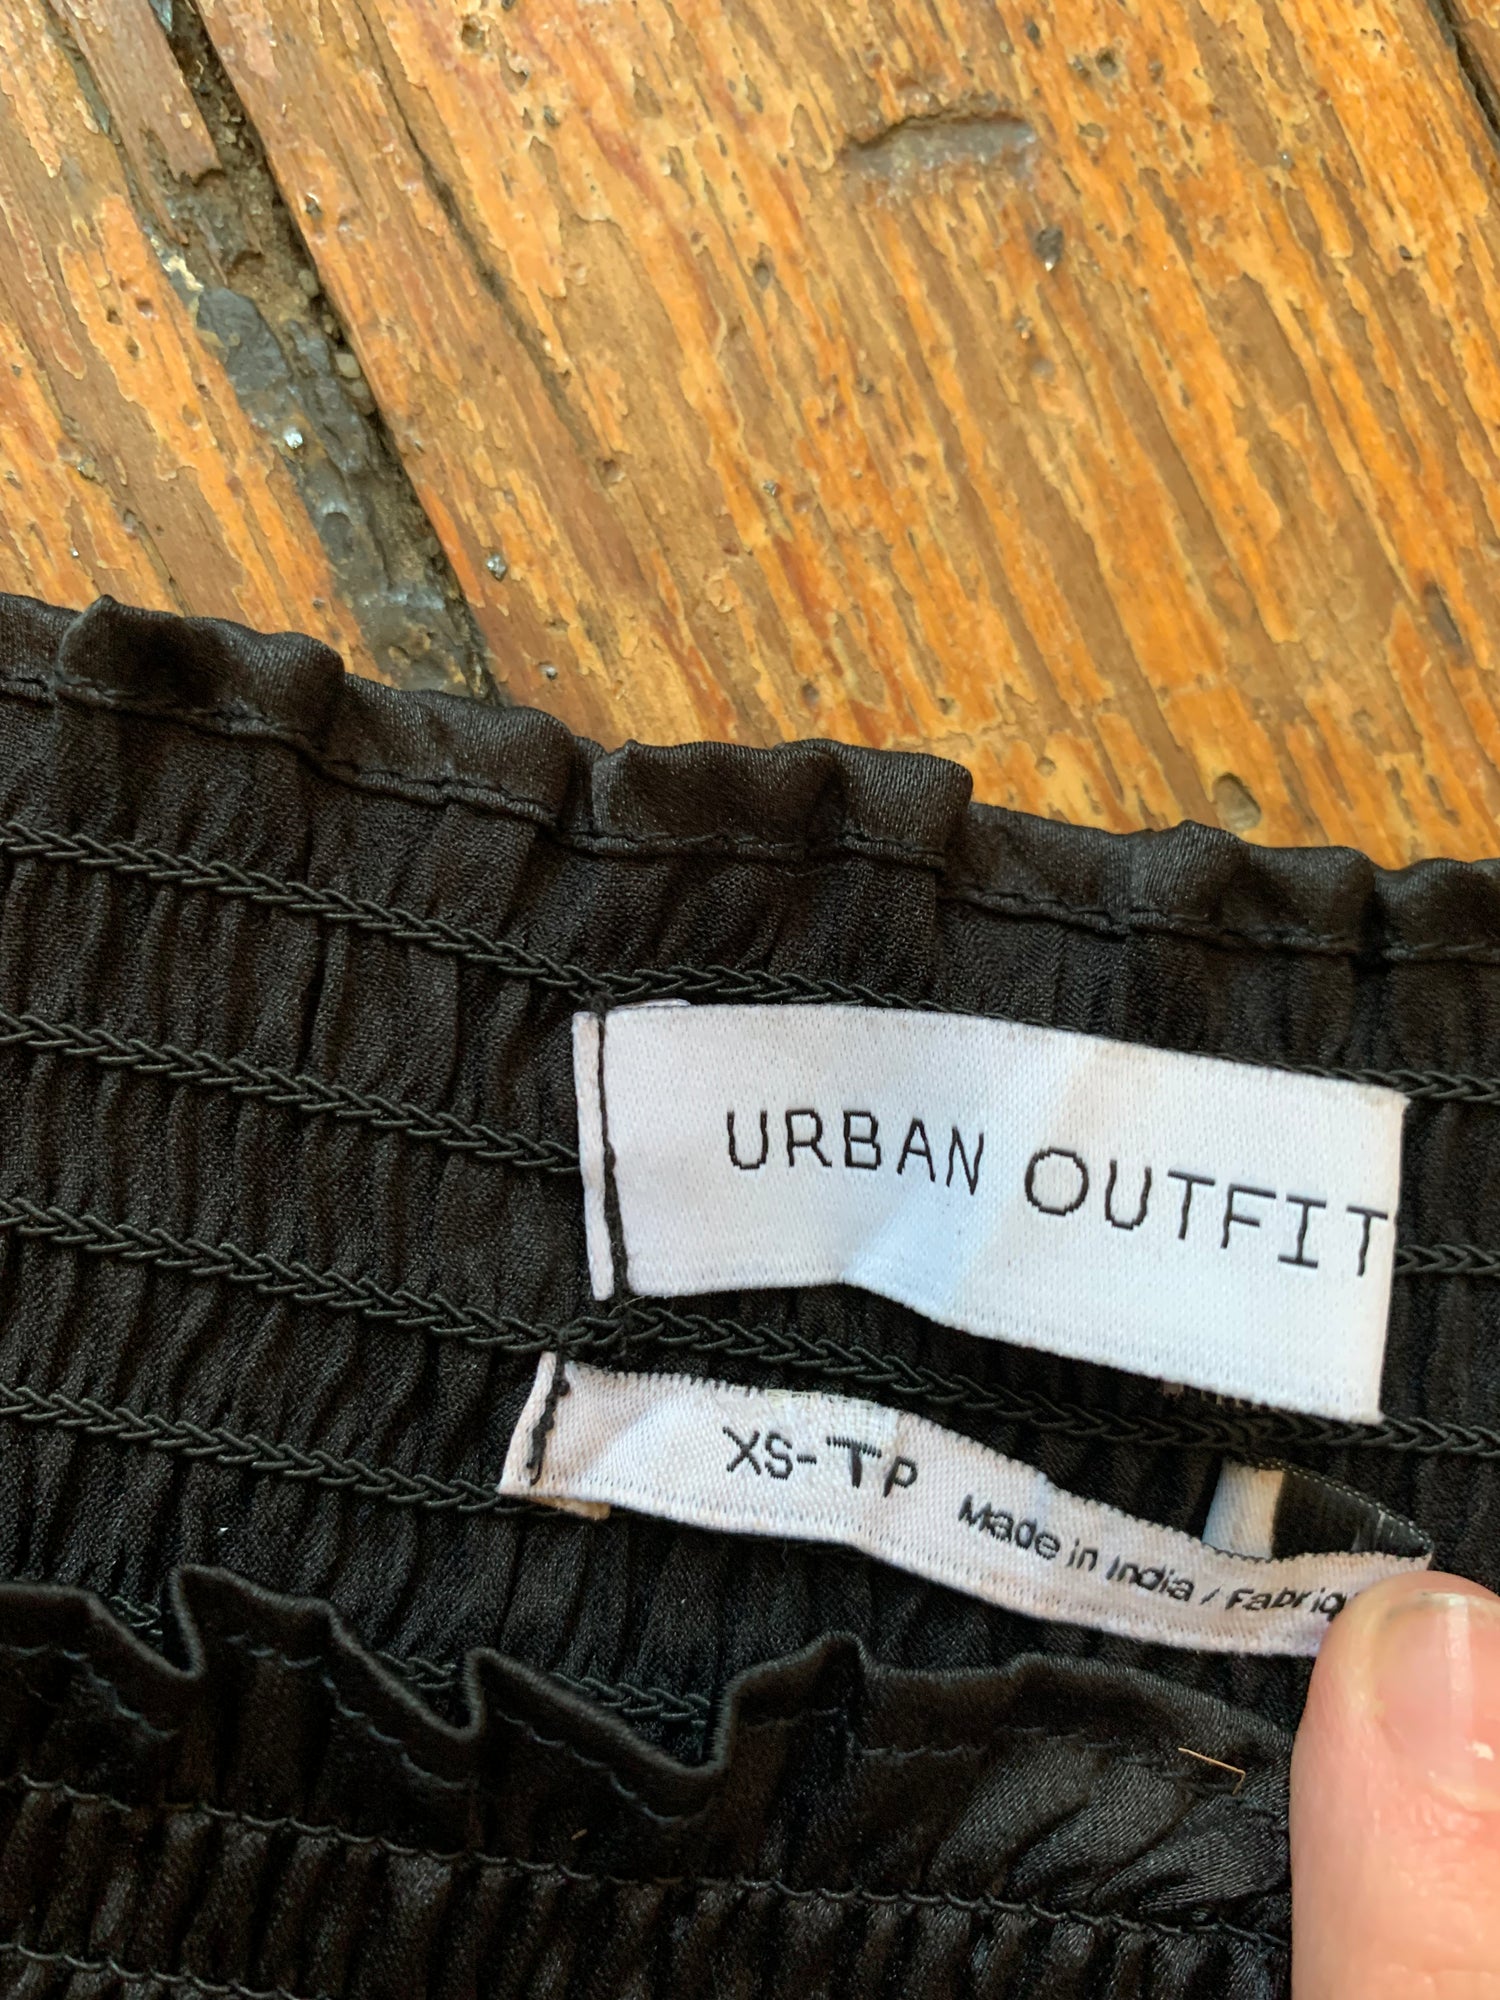 URBAN OUTFIT
XS-TP
Made in India / Fabriq